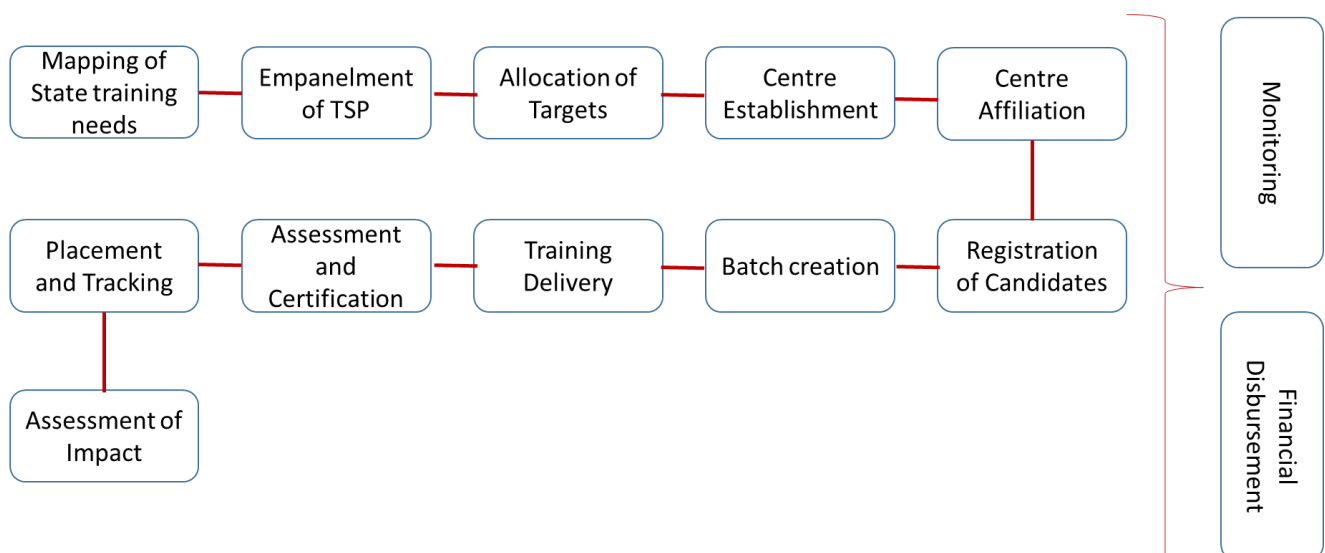 Mapping of
State training
needs
Empanelment
of TSP
Allocation of
Targets
Centre
Establishment
Centre
Affiliation
Registration
of Candidates
Batch creation
Training
Delivery
Assessment
and
Certification
Placement
and Tracking
Assessment of
Impact
Monitoring
Financial
Disbursement